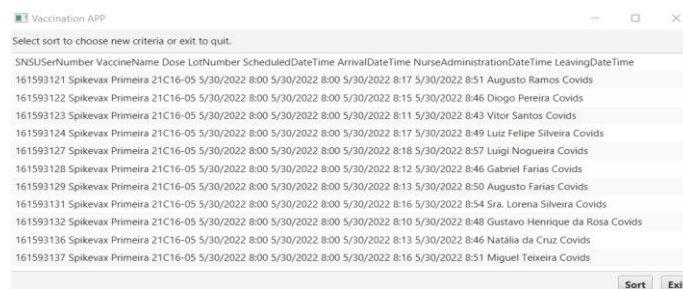 Vaccination APP
Select sort to choose new criteria or exit to quit.
SNSUSerNumber VaccineName Dose LotNumber ScheduledDateTime ArrivalDateTime NurseAdministrationDateTime LeavingDateTime
161593121 Spikevax Primeira 21C16-05 5/30/2022 8:00 5/30/2022 8:00 5/30/2022 8:17 5/30/2022 8:51 Augusto Ramos Covids
161593122 Spikevax Primeira 21C16-05 5/30/2022 8:00 5/30/2022 8:00 5/30/2022 8:15 5/30/2022 8:46 Diogo Pereira Covids
161593123 Spikevax Primeira 21C16-05 5/30/2022 8:00 5/30/2022 8:00 5/30/2022 8:11 5/30/2022 8:43 Vitor Santos Covids
161593124 Spikevax Primeira 21C16-05 5/30/2022 8:00 5/30/2022 8:00 5/30/2022 8:17 5/30/2022 8:49 Luiz Felipe Silveira Covids
161593127 Spikevax Primeira 21C16-05 5/30/2022 8:00 5/30/2022 8:00 5/30/2022 8:18 5/30/2022 8:57 Luigi Nogueira Covids
161593128 Spikevax Primeira 21C16-05 5/30/2022 8:00 5/30/2022 8:00 5/30/2022 8:12 5/30/2022 8:46 Gabriel Farias Covids
161593129 Spikevax Primeira 21C16-05 5/30/2022 8:00 5/30/2022 8:00 5/30/2022 8:13 5/30/2022 8:50 Augusto Farias Covids
161593131 Spikevax Primeira 21C16-05 5/30/2022 8:00 5/30/2022 8:00 5/30/2022 8:16 5/30/2022 8:54 Sra. Lorena Silveira Covids
161593132 Spikevax Primeira 21C16-05 5/30/2022 8:00 5/30/2022 8:00 5/30/2022 8:10 5/30/2022 8:48 Gustavo Henrique da Rosa Covids
161593136 Spikevax Primeira 21C16-05 5/30/2022 8:00 5/30/2022 8:00 5/30/2022 8:13 5/30/2022 8:46 Natália da Cruz Covids
161593137 Spikevax Primeira 21C16-05 5/30/2022 8:00 5/30/2022 8:00 5/30/2022 8:16 5/30/2022 8:51 Miguel Teixeira Covids
Sort Exit